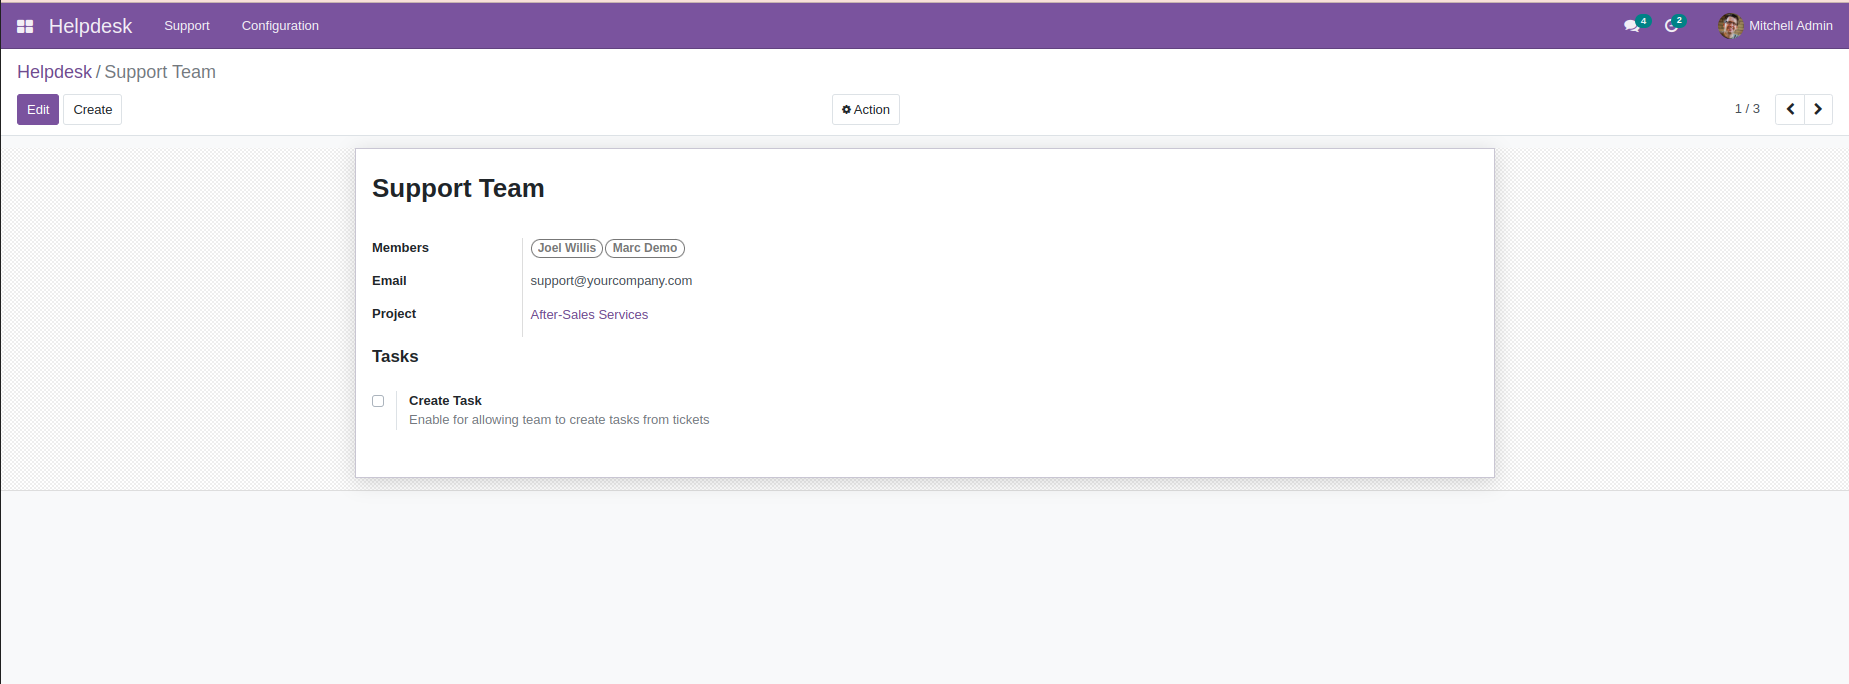 Helpdesk Support Configuration 4 2 Mitchell Admin
Helpdesk / Support Team
Edit Create Action 1 / 3
Support Team
Members Joel Willis Marc Demo
Email support@yourcompany.com
Project After-Sales Services
Tasks
Create Task
Enable for allowing team to create tasks from tickets